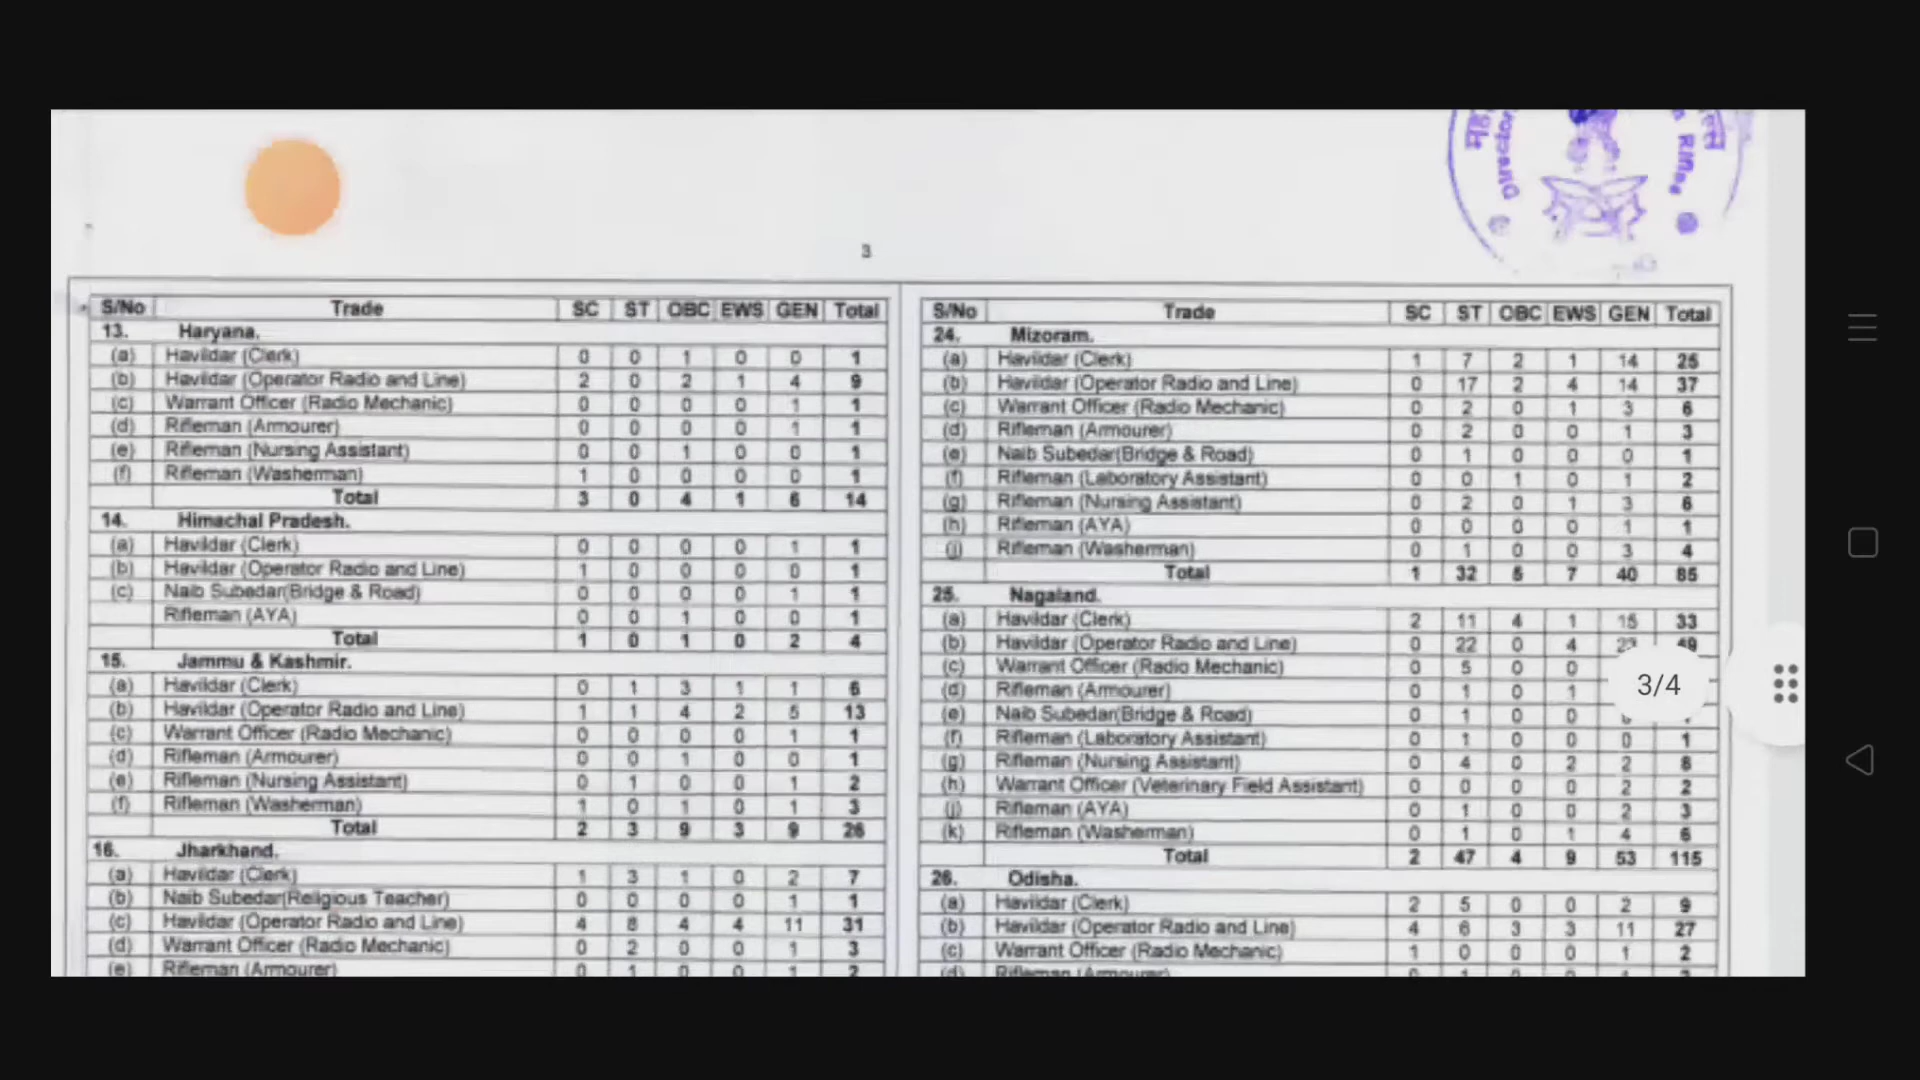 3
S/No Trade SC ST OBC EWS GEN Total
13. Haryana.
(a) Havildar (Clerk) 0 0 1 0 0 1
(b) Havildar (Operator Radio and Line) 2 0 2 1 4 9
(c) Warrant Officer (Radio Mechanic) 0 0 0 0 1 1
(d) Rifleman (Armourer) 0 0 0 0 1 1
(e) Rifleman (Nursing Assistant) 0 0 1 0 0 1
(f) Rifleman (Washerman) 1 0 0 0 0 1
Total 3 0 4 1 6 14
14. Himachal Pradesh.
(a) Havildar (Clerk) 0 0 0 0 1 1
(b) Havildar (Operator Radio and Line) 1 0 0 0 0 1
(c) Naib Subedar(Bridge & Road) 0 0 0 0 1 1
Rifleman (AYA) 0 0 1 0 0 1
Total 1 0 1 0 2 4
15. Jammu & Kashmir.
(a) Havildar (Clerk) 0 1 3 1 1 6
(b) Havildar (Operator Radio and Line) 1 1 4 2 5 13
(c) Warrant Officer (Radio Mechanic) 0 0 0 0 1 1
(d) Rifleman (Armourer) 0 0 1 0 0 1
(e) Rifleman (Nursing Assistant) 0 1 0 0 1 2
(f) Rifleman (Washerman) 1 0 1 0 1 3
Total 2 3 9 3 9 26
16. Jharkhand.
(a) Havildar (Clerk) 1 3 1 0 2 7
(b) Naib Subedar(Religious Teacher) 0 0 0 0 1 1
(c) Havildar (Operator Radio and Line) 4 8 4 4 11 31
(d) Warrant Officer (Radio Mechanic) 0 2 0 0 1 3
(e) Rifleman (Armourer) 0 1 0 0 1 2
S/No Trade SC ST OBC EWS GEN Total
24. Mizoram.
(a) Havildar (Clerk) 1 7 2 1 14 25
(b) Havildar (Operator Radio and Line) 0 17 2 4 14 37
(c) Warrant Officer (Radio Mechanic) 0 2 0 1 3 6
(d) Rifleman (Armourer) 0 2 0 0 1 3
(e) Naib Subedar(Bridge & Road) 0 1 0 0 0 1
(f) Rifleman (Laboratory Assistant) 0 0 1 0 1 2
(g) Rifleman (Nursing Assistant) 0 2 0 1 3 6
(h) Rifleman (AYA) 0 0 0 0 1 1
(j) Rifleman (Washerman) 0 1 0 0 3 4
Total 1 32 5 7 40 85
25. Nagaland.
(a) Havildar (Clerk) 2 11 4 1 15 33
(b) Havildar (Operator Radio and Line) 0 22 0 4 23 49
(c) Warrant Officer (Radio Mechanic) 0 5 0 0
(d) Rifleman (Armourer) 0 1 0 1
(e) Naib Subedar(Bridge & Road) 0 1 0 0
(f) Rifleman (Laboratory Assistant) 0 1 0 0 0 1
(g) Rifleman (Nursing Assistant) 0 4 0 2 2 8
(h) Warrant Officer (Veterinary Field Assistant) 0 0 0 0 2 2
(j) Rifleman (AYA) 0 1 0 0 2 3
(k) Rifleman (Washerman) 0 1 0 1 4 6
Total 2 47 4 9 53 115
26. Odisha.
(a) Havildar (Clerk) 2 5 0 0 2 9
(b) Havildar (Operator Radio and Line) 4 6 3 3 11 27
(c) Warrant Officer (Radio Mechanic) 1 0 0 0 1 2
(d) Rifleman (Armourer)
3/4